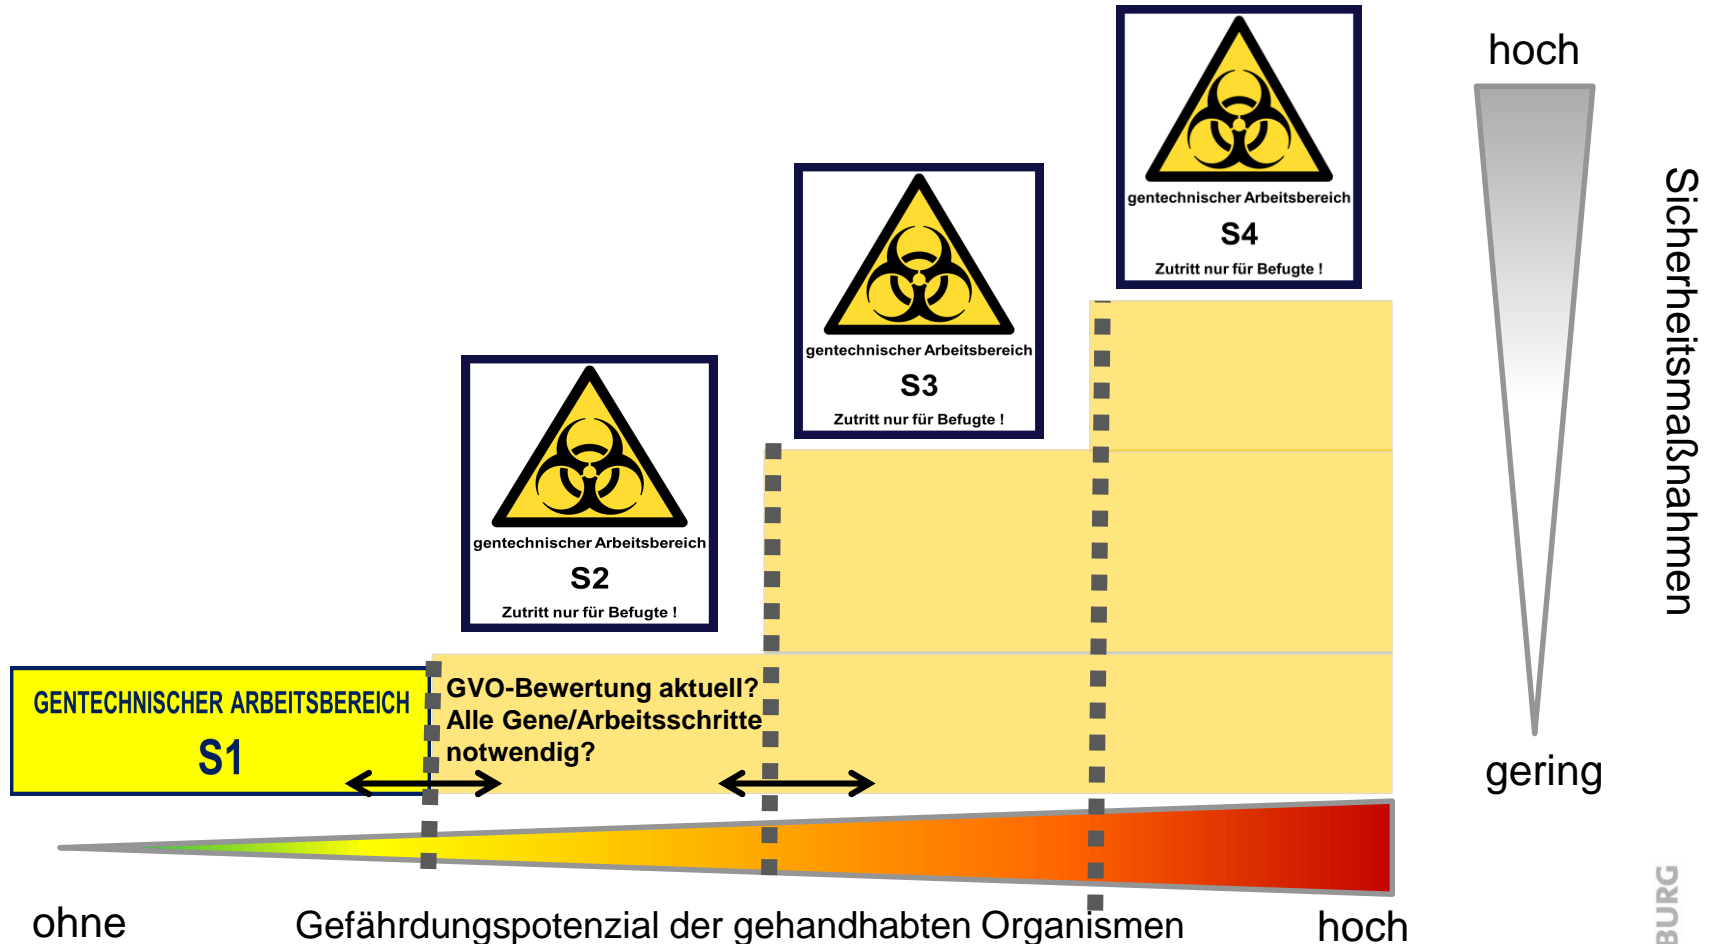 hoch
gentechnischer Arbeitsbereich
S4
Zutritt nur für Befugte !
gentechnischer Arbeitsbereich
S3
Zutritt nur für Befugte !
gentechnischer Arbeitsbereich
S2
Zutritt nur für Befugte !
Sicherheitsmaßnahmen
GENTECHNISCHER ARBEITSBEREICH
S1
GVO-Bewertung aktuell?
Alle Gene/Arbeitsschritte
notwendig?
gering
ohne
Gefährdungspotenzial der gehandhabten Organismen
hoch
BURG